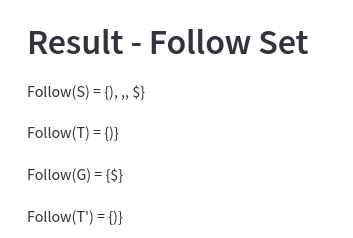 Result - Follow Set
Follow(S) = {), ,, $}
Follow(T) = {)}
Follow(G) = {$}
Follow(T') = {)}